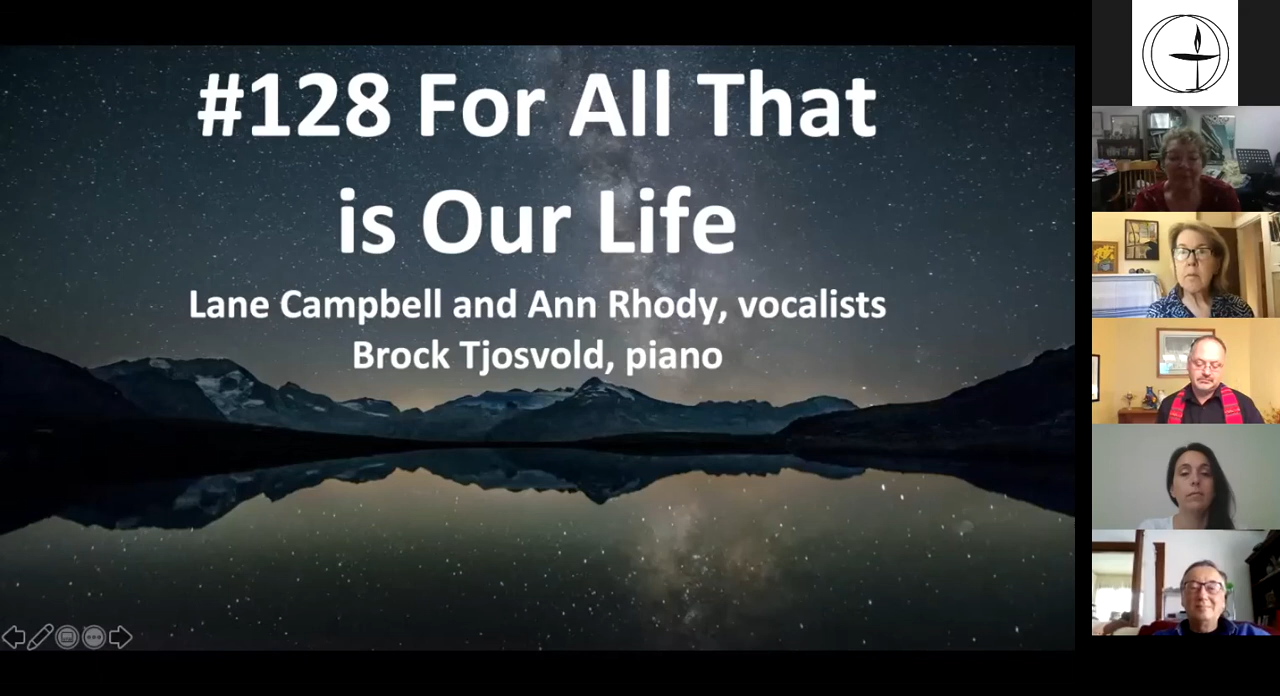 #128 For All That
is Our Life
Lane Campbell and Ann Rhody, vocalists
Brock Tjosvold, piano